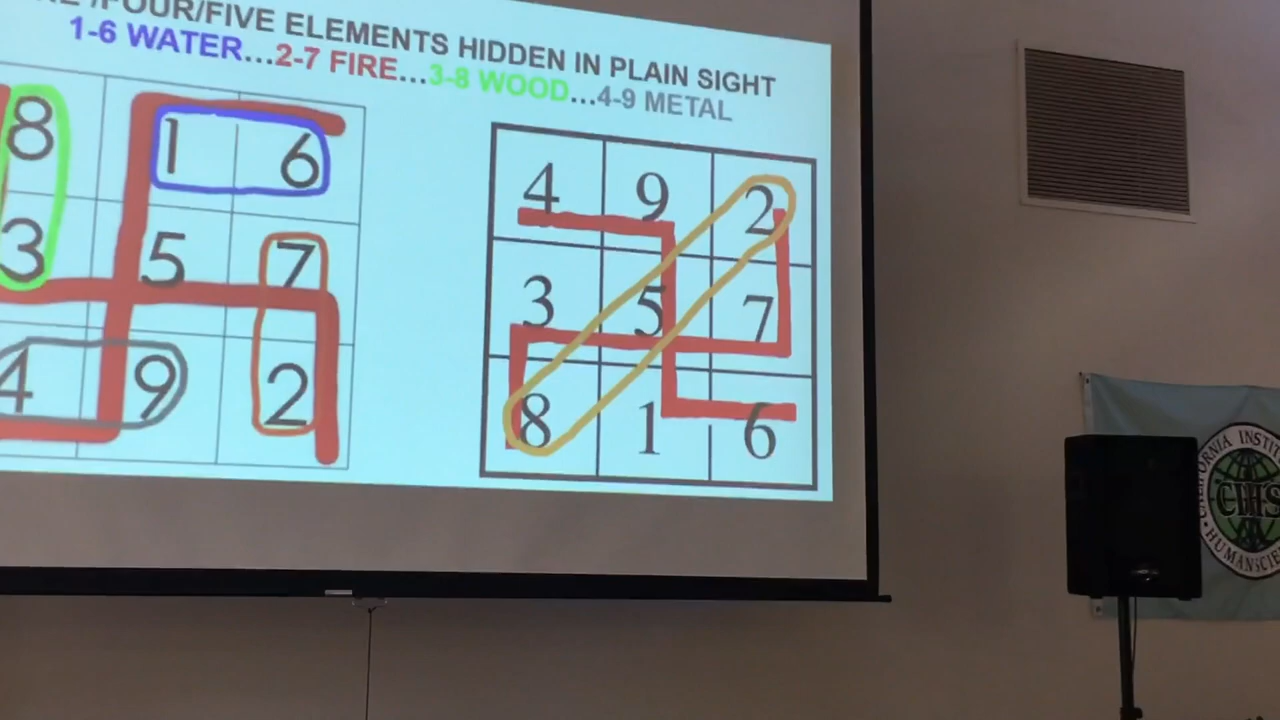 /FOUR/FIVE ELEMENTS HIDDEN IN PLAIN SIGHT
1-6 WATER...2-7 FIRE...3-8 WOOD...4-9 METAL
8 1 6
3 5 7
4 9 2
4 9 2
3 5 7
8 1 6
CIHS